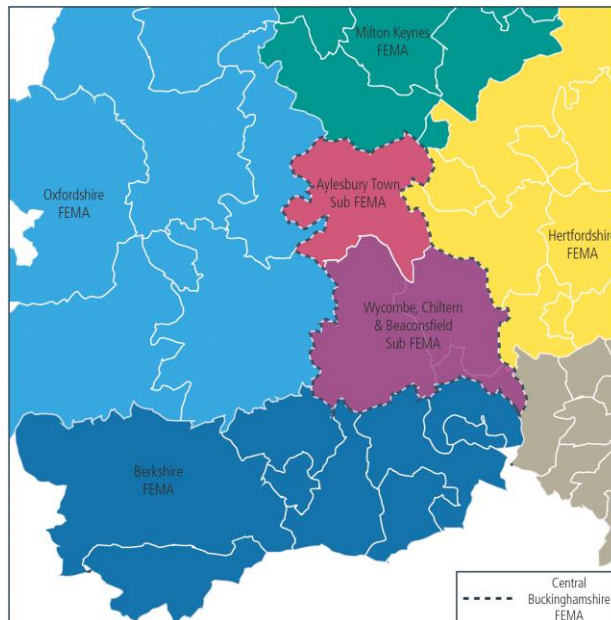 Milton Keynes
FEMA
Aylesbury Town
Sub FEMA
Oxfordshire
FEMA
Hertfordshire
FEMA
Wycombe, Chiltern
& Beaconsfield
Sub FEMA
Berkshire
FEMA
Central
Buckinghamshire
FEMA